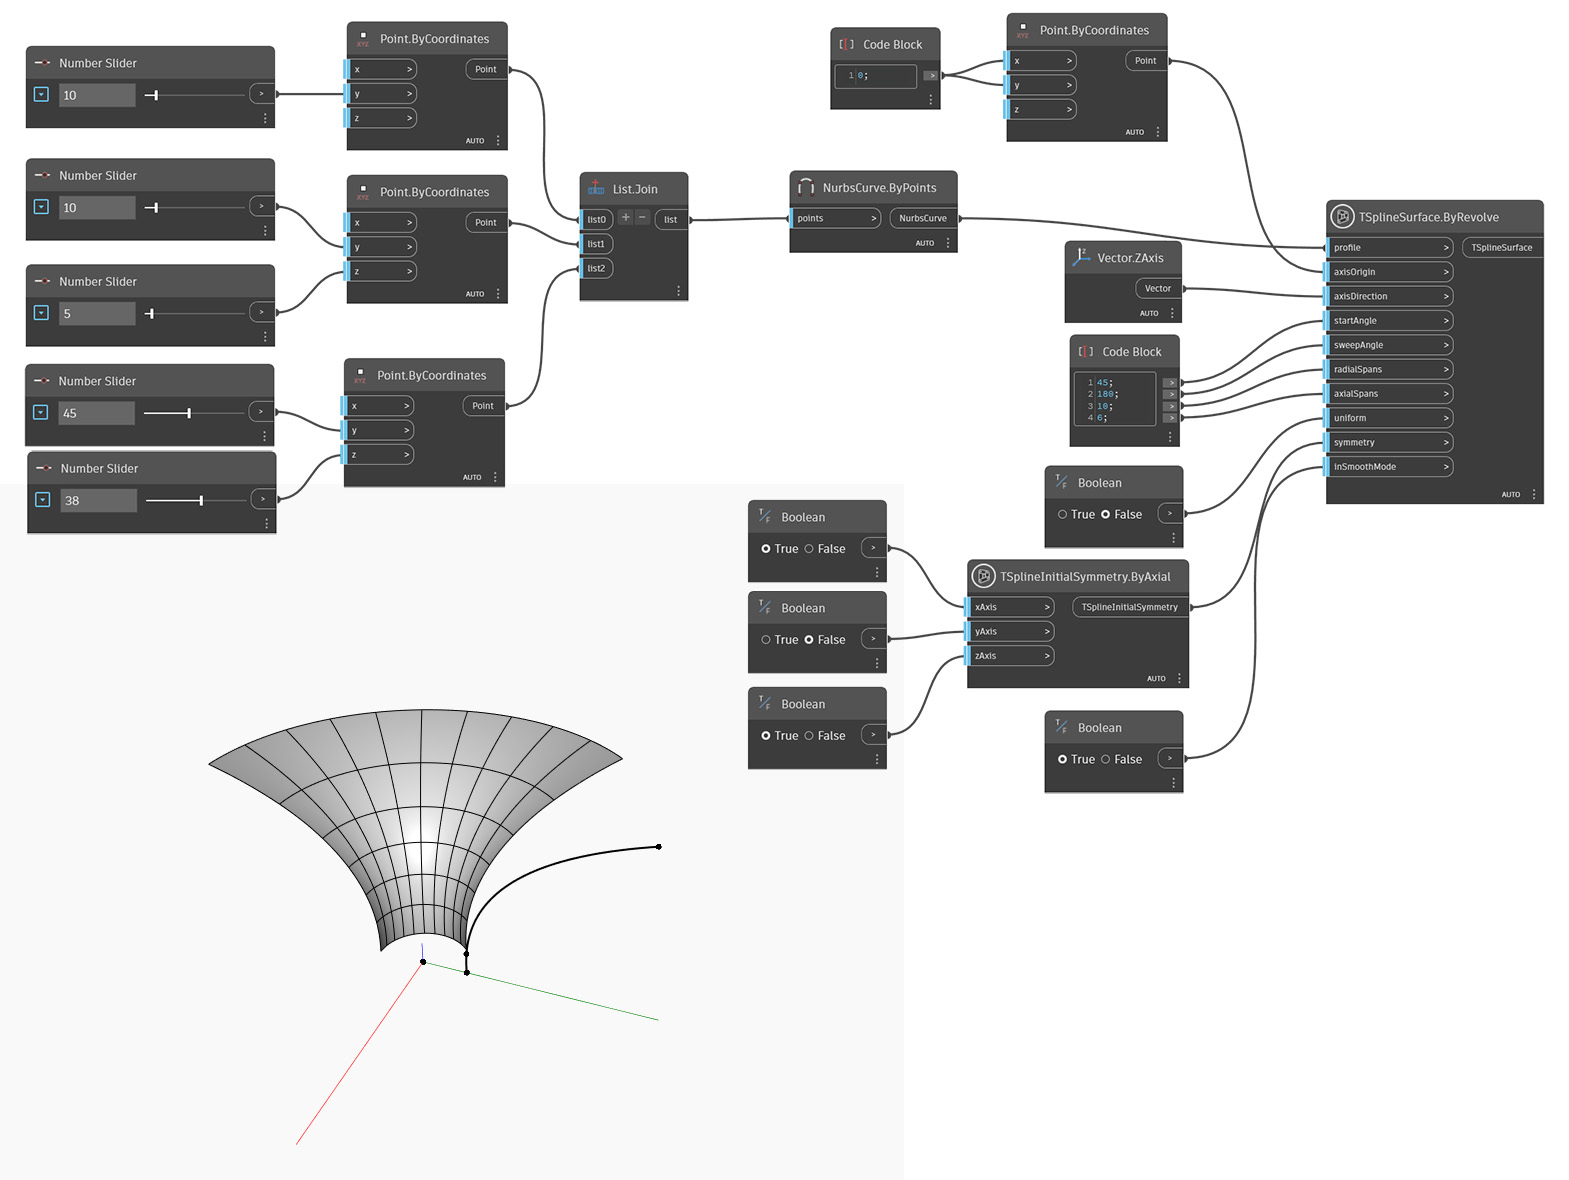 Number Slider
10
>
Point.ByCoordinates
XYZ
x >
Point
y >
z >
AUTO
Number Slider
10
>
Number Slider
5
>
Point.ByCoordinates
XYZ
x >
Point
y >
z >
AUTO
Number Slider
45
>
Number Slider
38
>
Point.ByCoordinates
XYZ
x >
Point
y >
z >
AUTO
List.Join
list0 + − list
list1
list2
NurbsCurve.ByPoints
points > NurbsCurve
AUTO
Code Block
1 0;
>
Point.ByCoordinates
XYZ
x >
Point
y >
z >
AUTO
Vector.ZAxis
z
Vector
AUTO
Code Block
1 45; >
2 180; >
3 10; >
4 6; >
Boolean
T/F
True False >
Boolean
T/F
True False >
Boolean
T/F
True False >
Boolean
T/F
True False >
TSplineInitialSymmetry.ByAxial
xAxis > TSplineInitialSymmetry
yAxis >
zAxis >
AUTO
Boolean
T/F
True False >
TSplineSurface.ByRevolve
profile > TSplineSurface
axisOrigin >
axisDirection >
startAngle >
sweepAngle >
radialSpans >
axialSpans >
uniform >
symmetry >
inSmoothMode >
AUTO